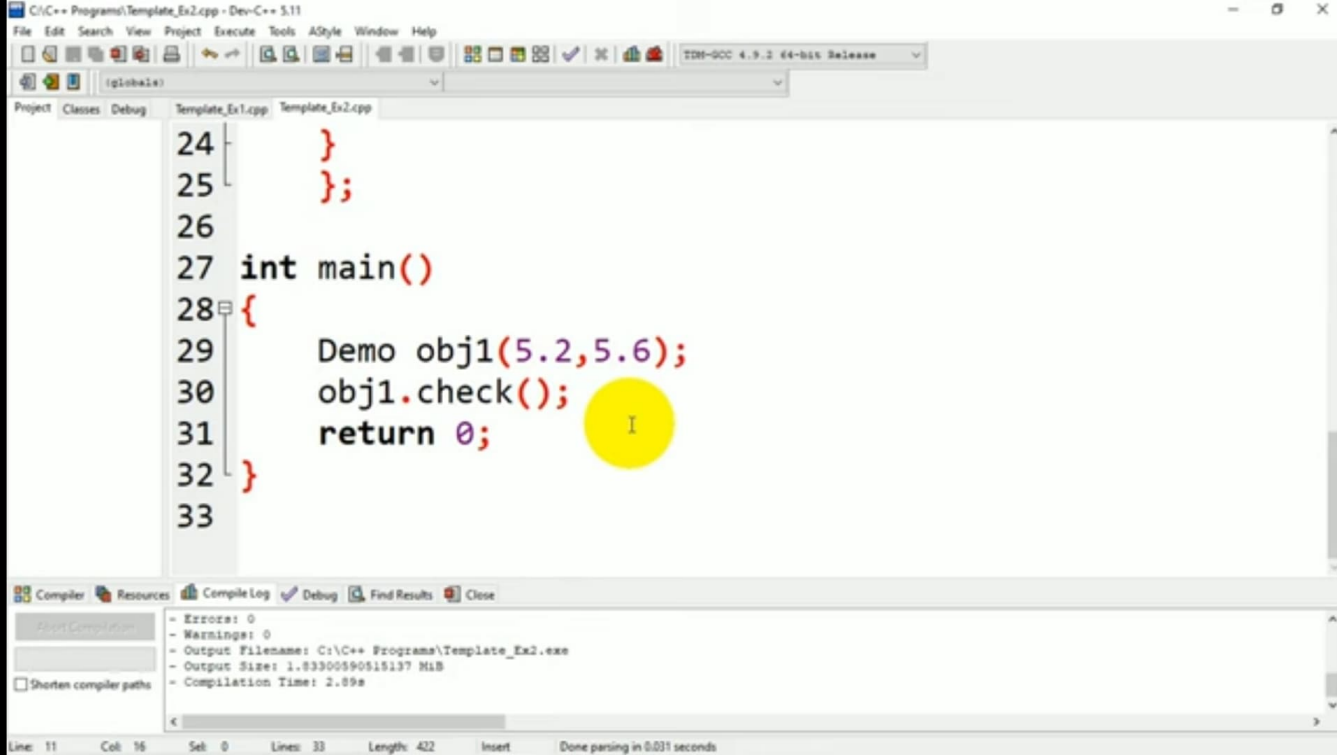 C:\C++ Programs\Template_Ex2.cpp - Dev-C++ 5.11
File Edit Search View Project Execute Tools AStyle Window Help
TDM-GCC 4.9.2 64-bit Release
(globals)
Project Classes Debug Template_Ex1.cpp Template_Ex2.cpp
24 }
25 };
26
27 int main()
28 {
29 Demo obj1(5.2,5.6);
30 obj1.check();
31 return 0;
32 }
33
Compiler Resources Compile Log Debug Find Results Close
Abort Compilation
- Errors: 0
- Warnings: 0
- Output Filename: C:\C++ Programs\Template_Ex2.exe
- Output Size: 1.83300590515137 MiB
- Compilation Time: 2.89s
Shorten compiler paths
Line: 11 Col: 16 Sel: 0 Lines: 33 Length: 422 Insert Done parsing in 0.031 seconds